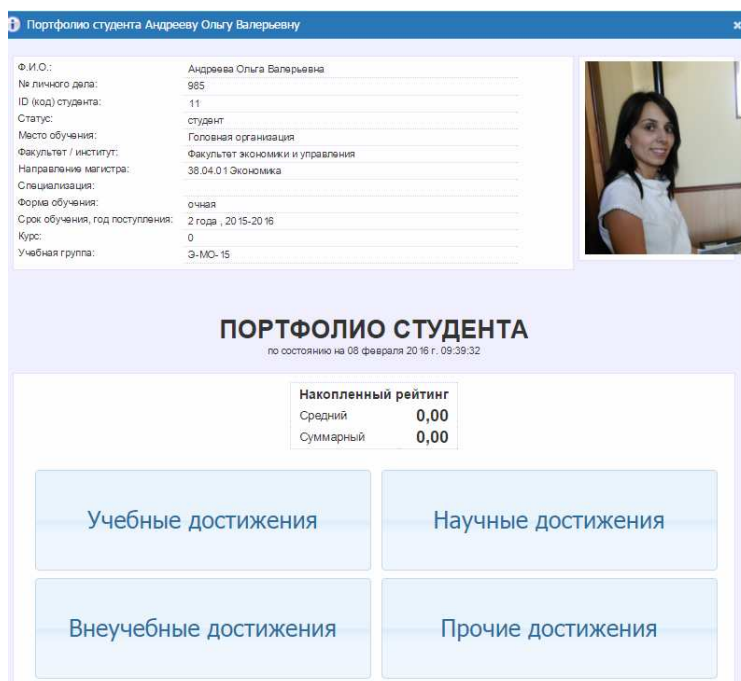 Портфолио студента Андрееву Ольгу Валерьевну
Ф.И.О.: Андреева Ольга Валерьевна
№ личного дела: 985
ID (код) студента: 11
Статус: студент
Место обучения: Головная организация
Факультет / институт: Факультет экономики и управления
Направление магистра: 38.04.01 Экономика
Специализация:
Форма обучения: очная
Срок обучения, год поступления: 2 года , 2015-2016
Курс: 0
Учебная группа: Э-МО-15
ПОРТФОЛИО СТУДЕНТА
по состоянию на 08 февраля 2016 г. 09:39:32
Накопленный рейтинг
Средний 0,00
Суммарный 0,00
Учебные достижения
Научные достижения
Внеучебные достижения
Прочие достижения